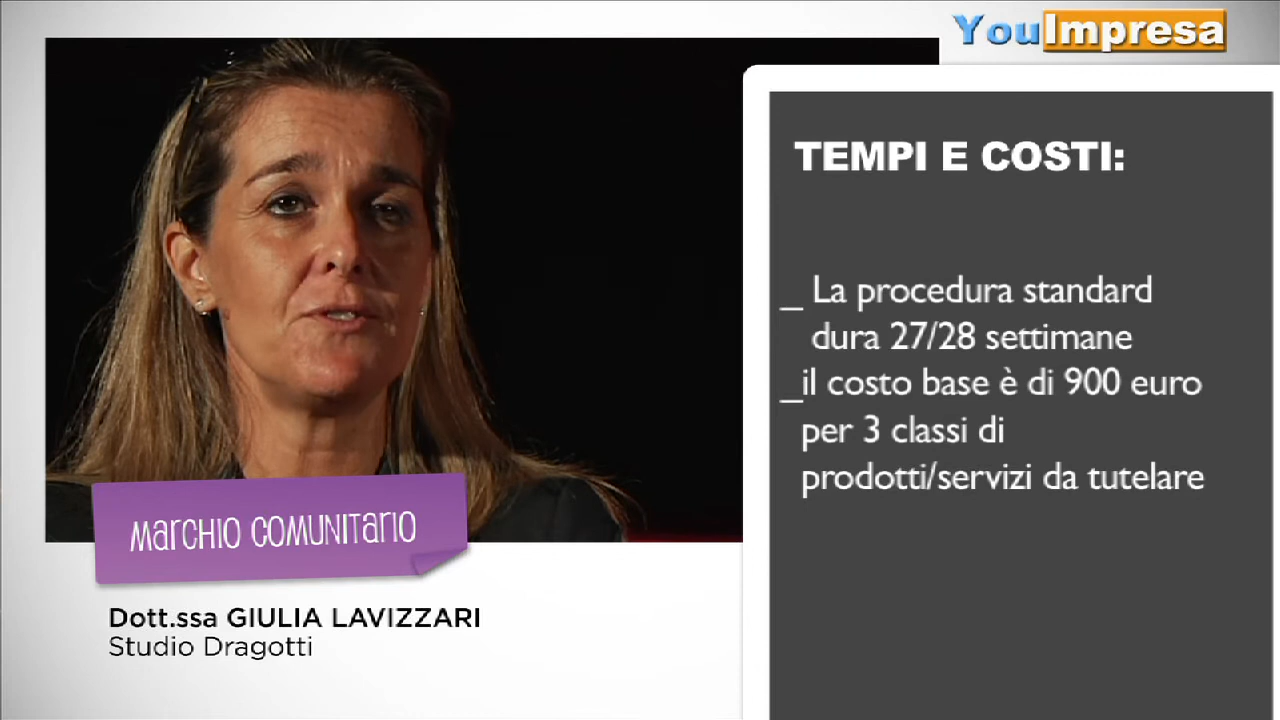 YouImpresa
TEMPI E COSTI:
_ La procedura standard
dura 27/28 settimane
_il costo base è di 900 euro
per 3 classi di
prodotti/servizi da tutelare
MARCHIO COMUNITARIO
Dott.ssa GIULIA LAVIZZARI
Studio Dragotti